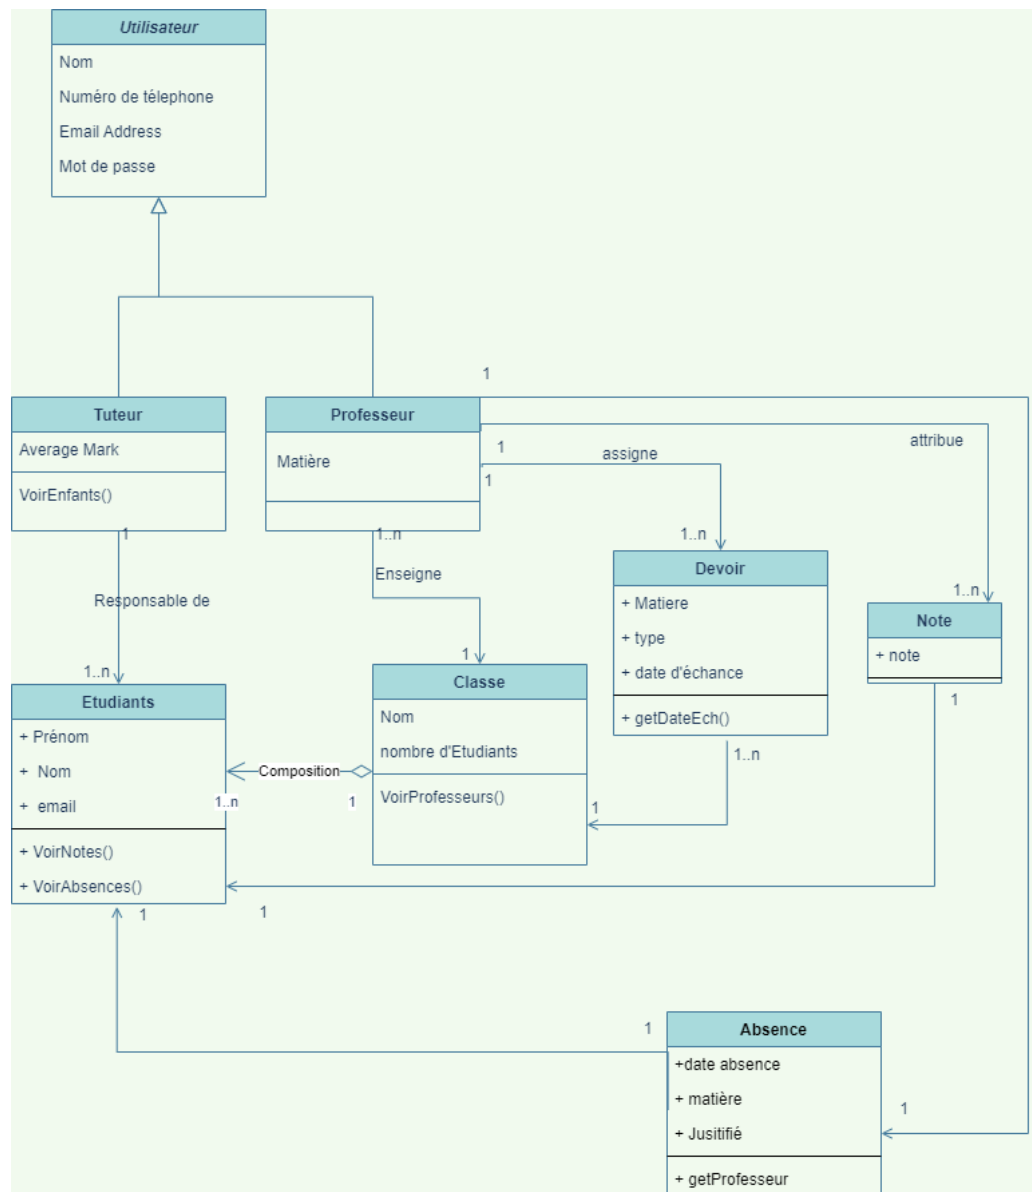 Utilisateur
Nom
Numéro de télephone
Email Address
Mot de passe
1
Tuteur
Average Mark
VoirEnfants()
1
Professeur
Matière
1..n
1
1
assigne
attribue
1..n
1..n
Enseigne
Responsable de
1..n
1
Devoir
+ Matiere
+ type
+ date d'échance
+ getDateEch()
1..n
Note
+ note
1
Classe
Nom
nombre d'Etudiants
VoirProfesseurs()
1
Etudiants
+ Prénom
+ Nom
+ email
+ VoirNotes()
+ VoirAbsences()
Composition
1..n
1
1
1
1
Absence
+date absence
+ matière
+ Jusitifié
+ getProfesseur
1